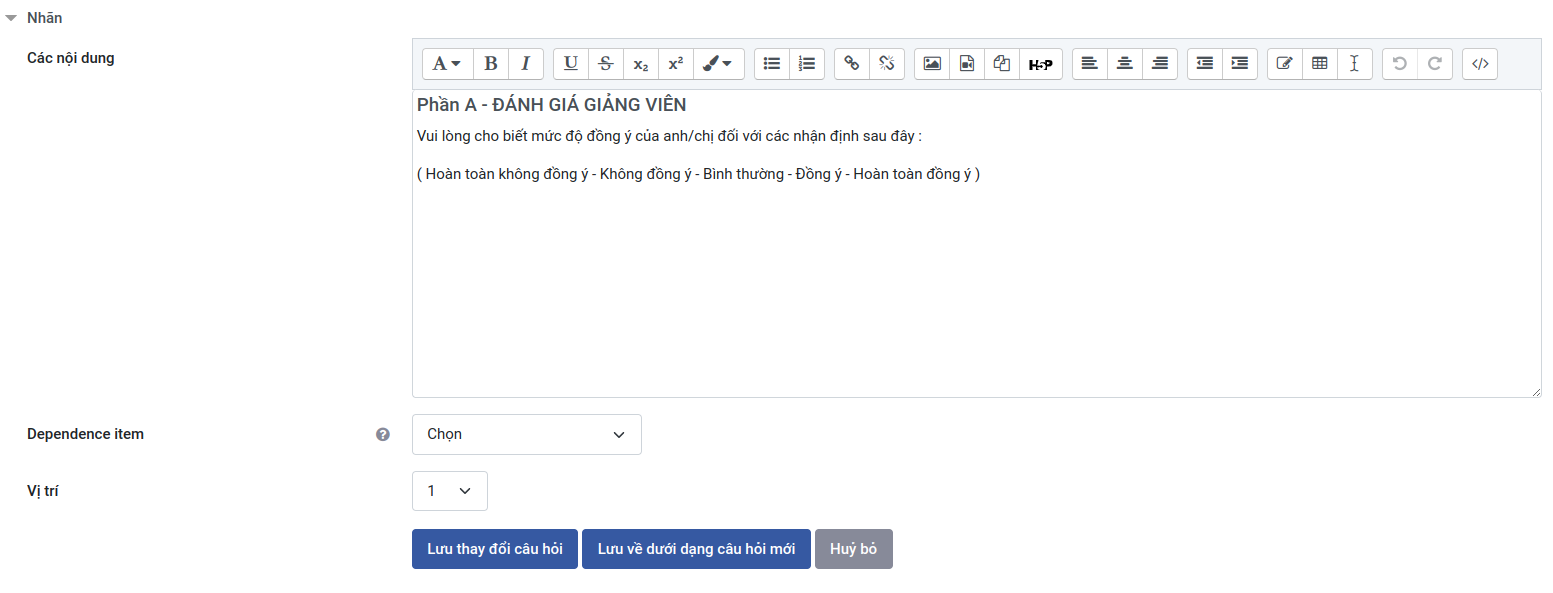 Nhãn
Các nội dung
A B I U S x₂ x² H-P </>
Phần A - ĐÁNH GIÁ GIẢNG VIÊN
Vui lòng cho biết mức độ đồng ý của anh/chị đối với các nhận định sau đây :
( Hoàn toàn không đồng ý - Không đồng ý - Bình thường - Đồng ý - Hoàn toàn đồng ý )
Dependence item ? Chọn
Vị trí 1
Lưu thay đổi câu hỏi Lưu về dưới dạng câu hỏi mới Huỷ bỏ